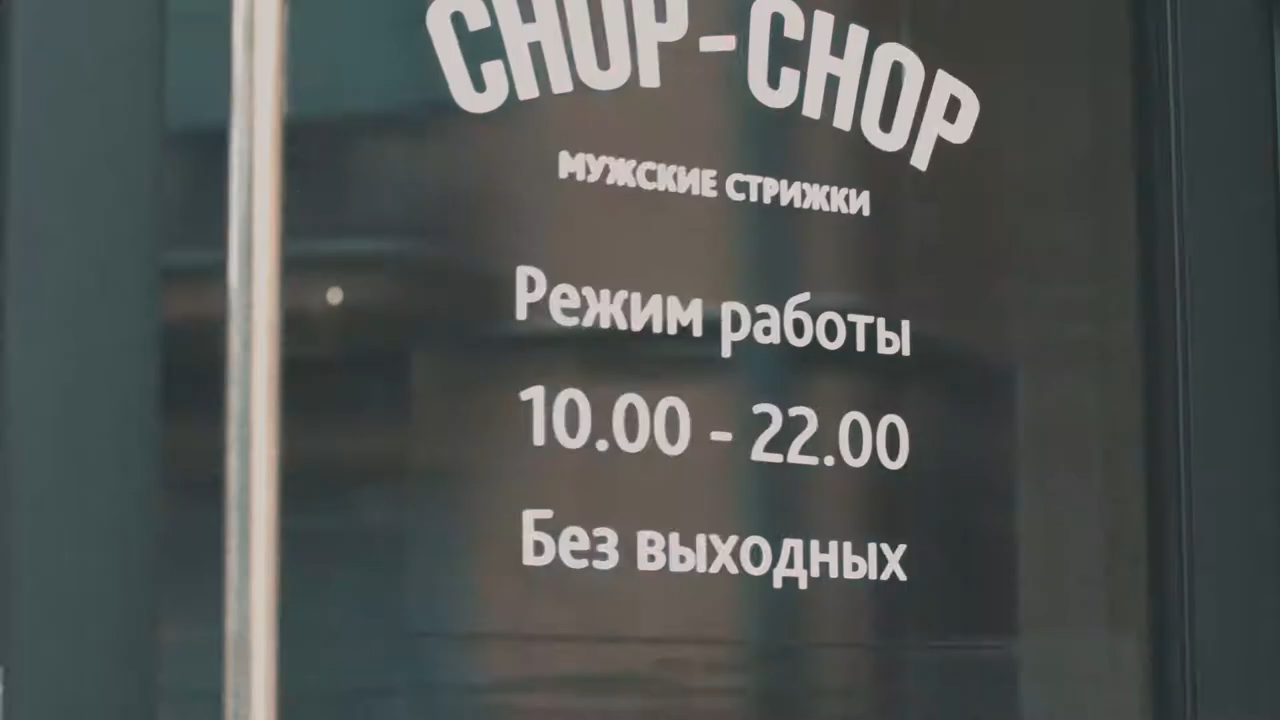 CHOP-CHOP
МУЖСКИЕ СТРИЖКИ
Режим работы
10.00 - 22.00
Без выходных